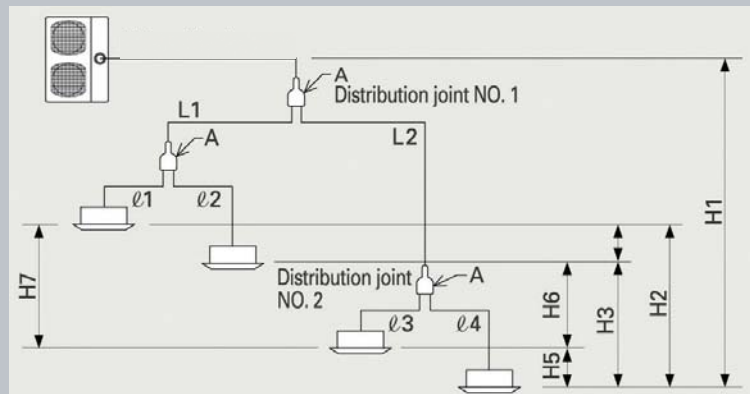 A
Distribution joint NO. 1
L1
A
L2
H1
ℓ1
ℓ2
Distribution joint
NO. 2
A
H7
H6
H3
H2
ℓ3
ℓ4
H5